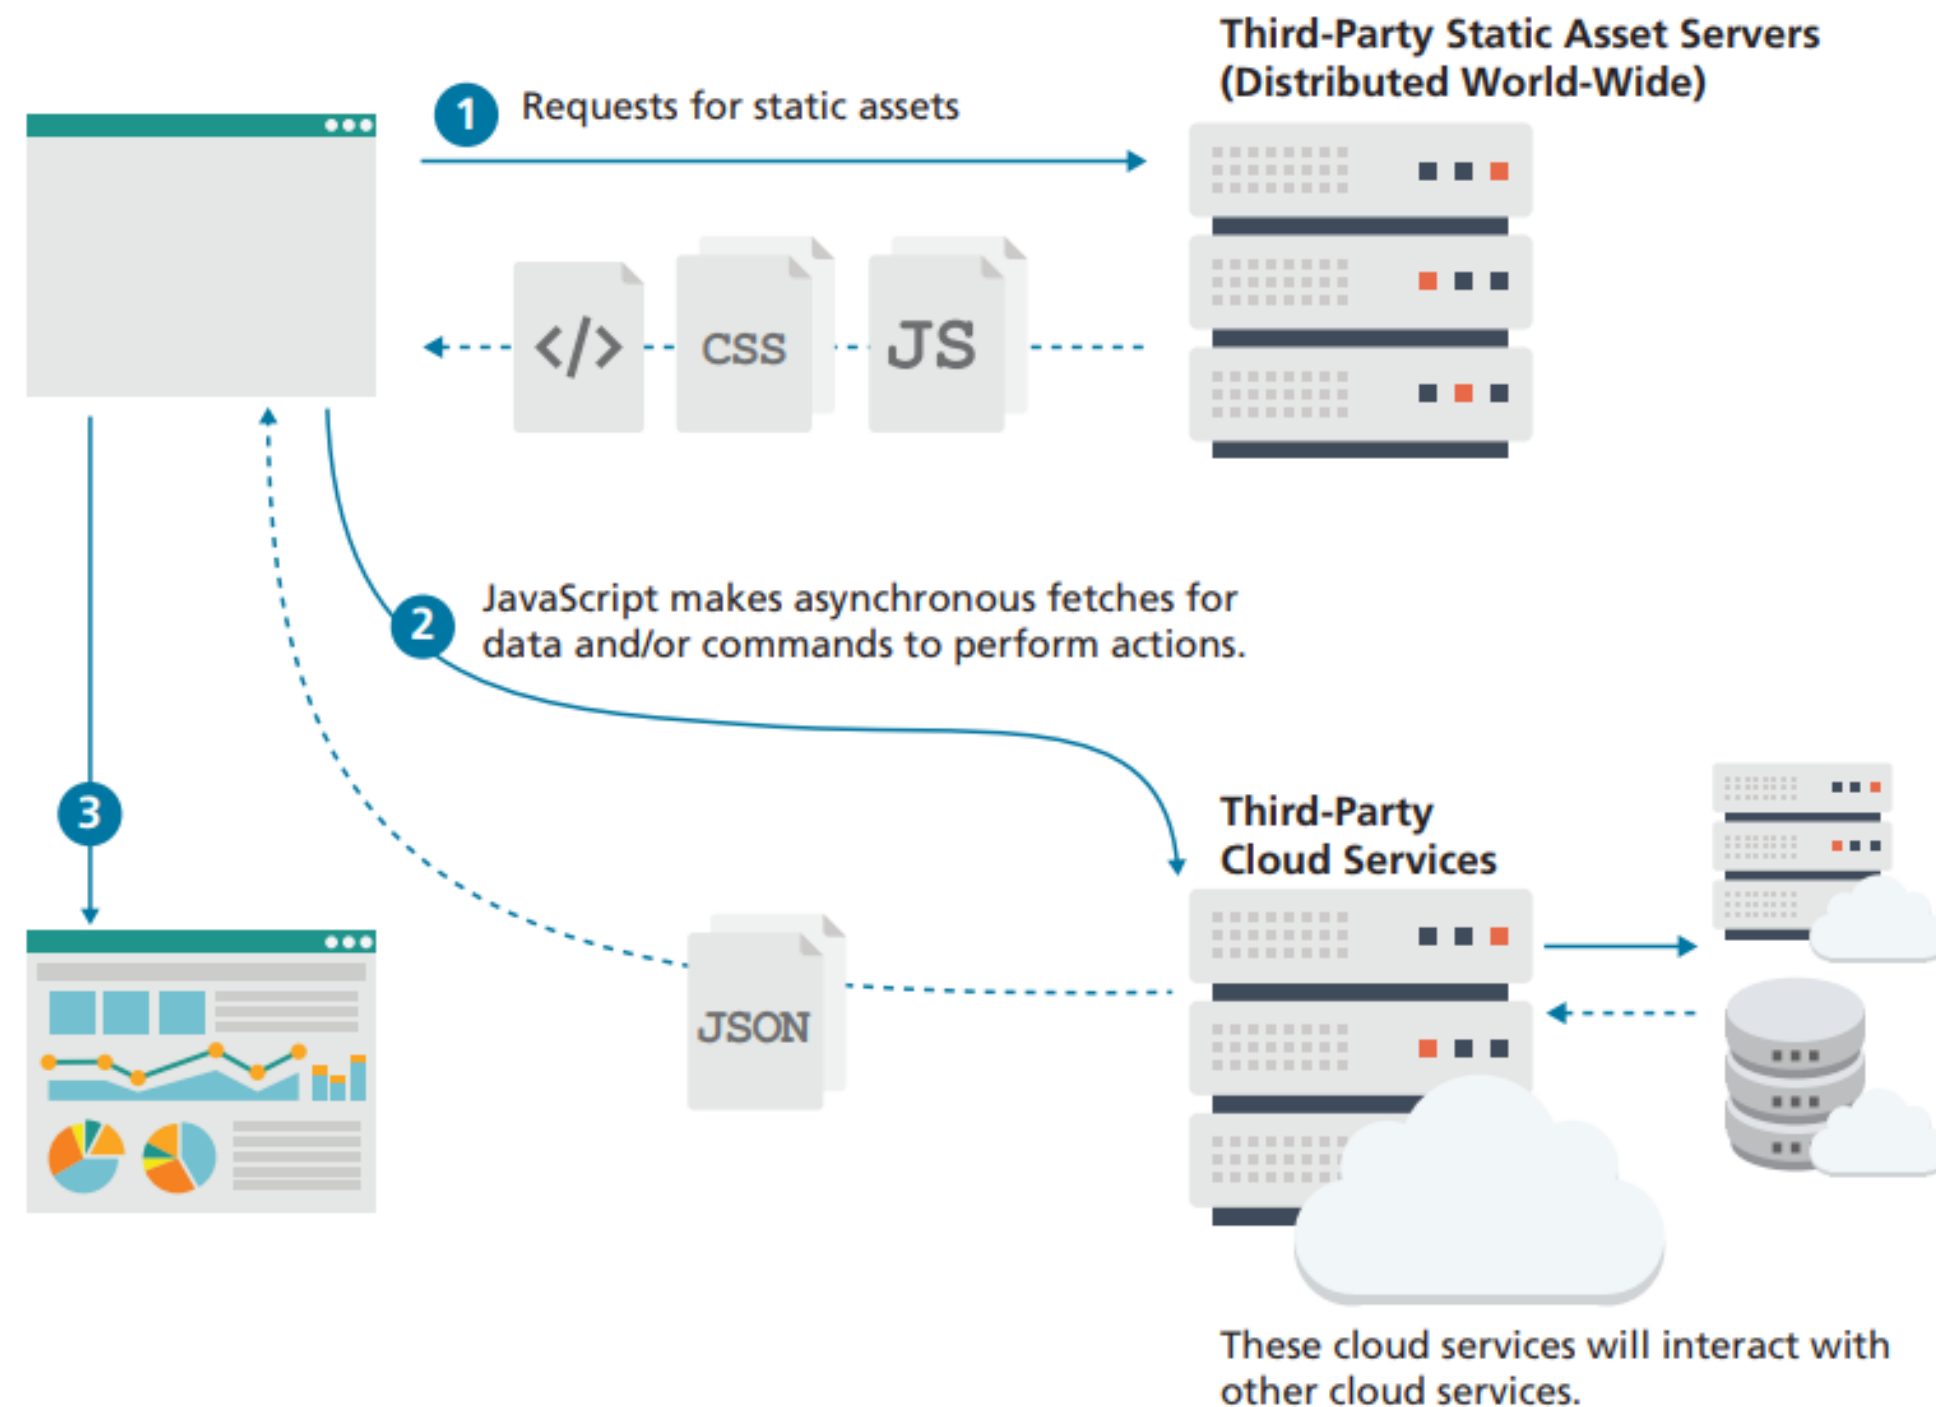 Third-Party Static Asset Servers
(Distributed World-Wide)
1 Requests for static assets
</> CSS JS
2 JavaScript makes asynchronous fetches for
data and/or commands to perform actions.
3
Third-Party
Cloud Services
JSON
These cloud services will interact with
other cloud services.